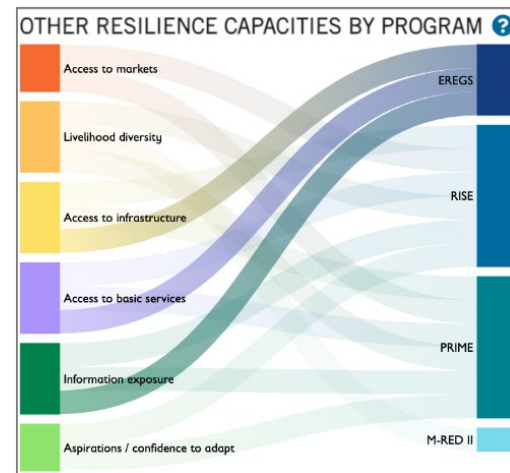 OTHER RESILIENCE CAPACITIES BY PROGRAM ?
Access to markets
Livelihood diversity
Access to infrastructure
Access to basic services
Information exposure
Aspirations / confidence to adapt
EREGS
RISE
PRIME
M-RED II